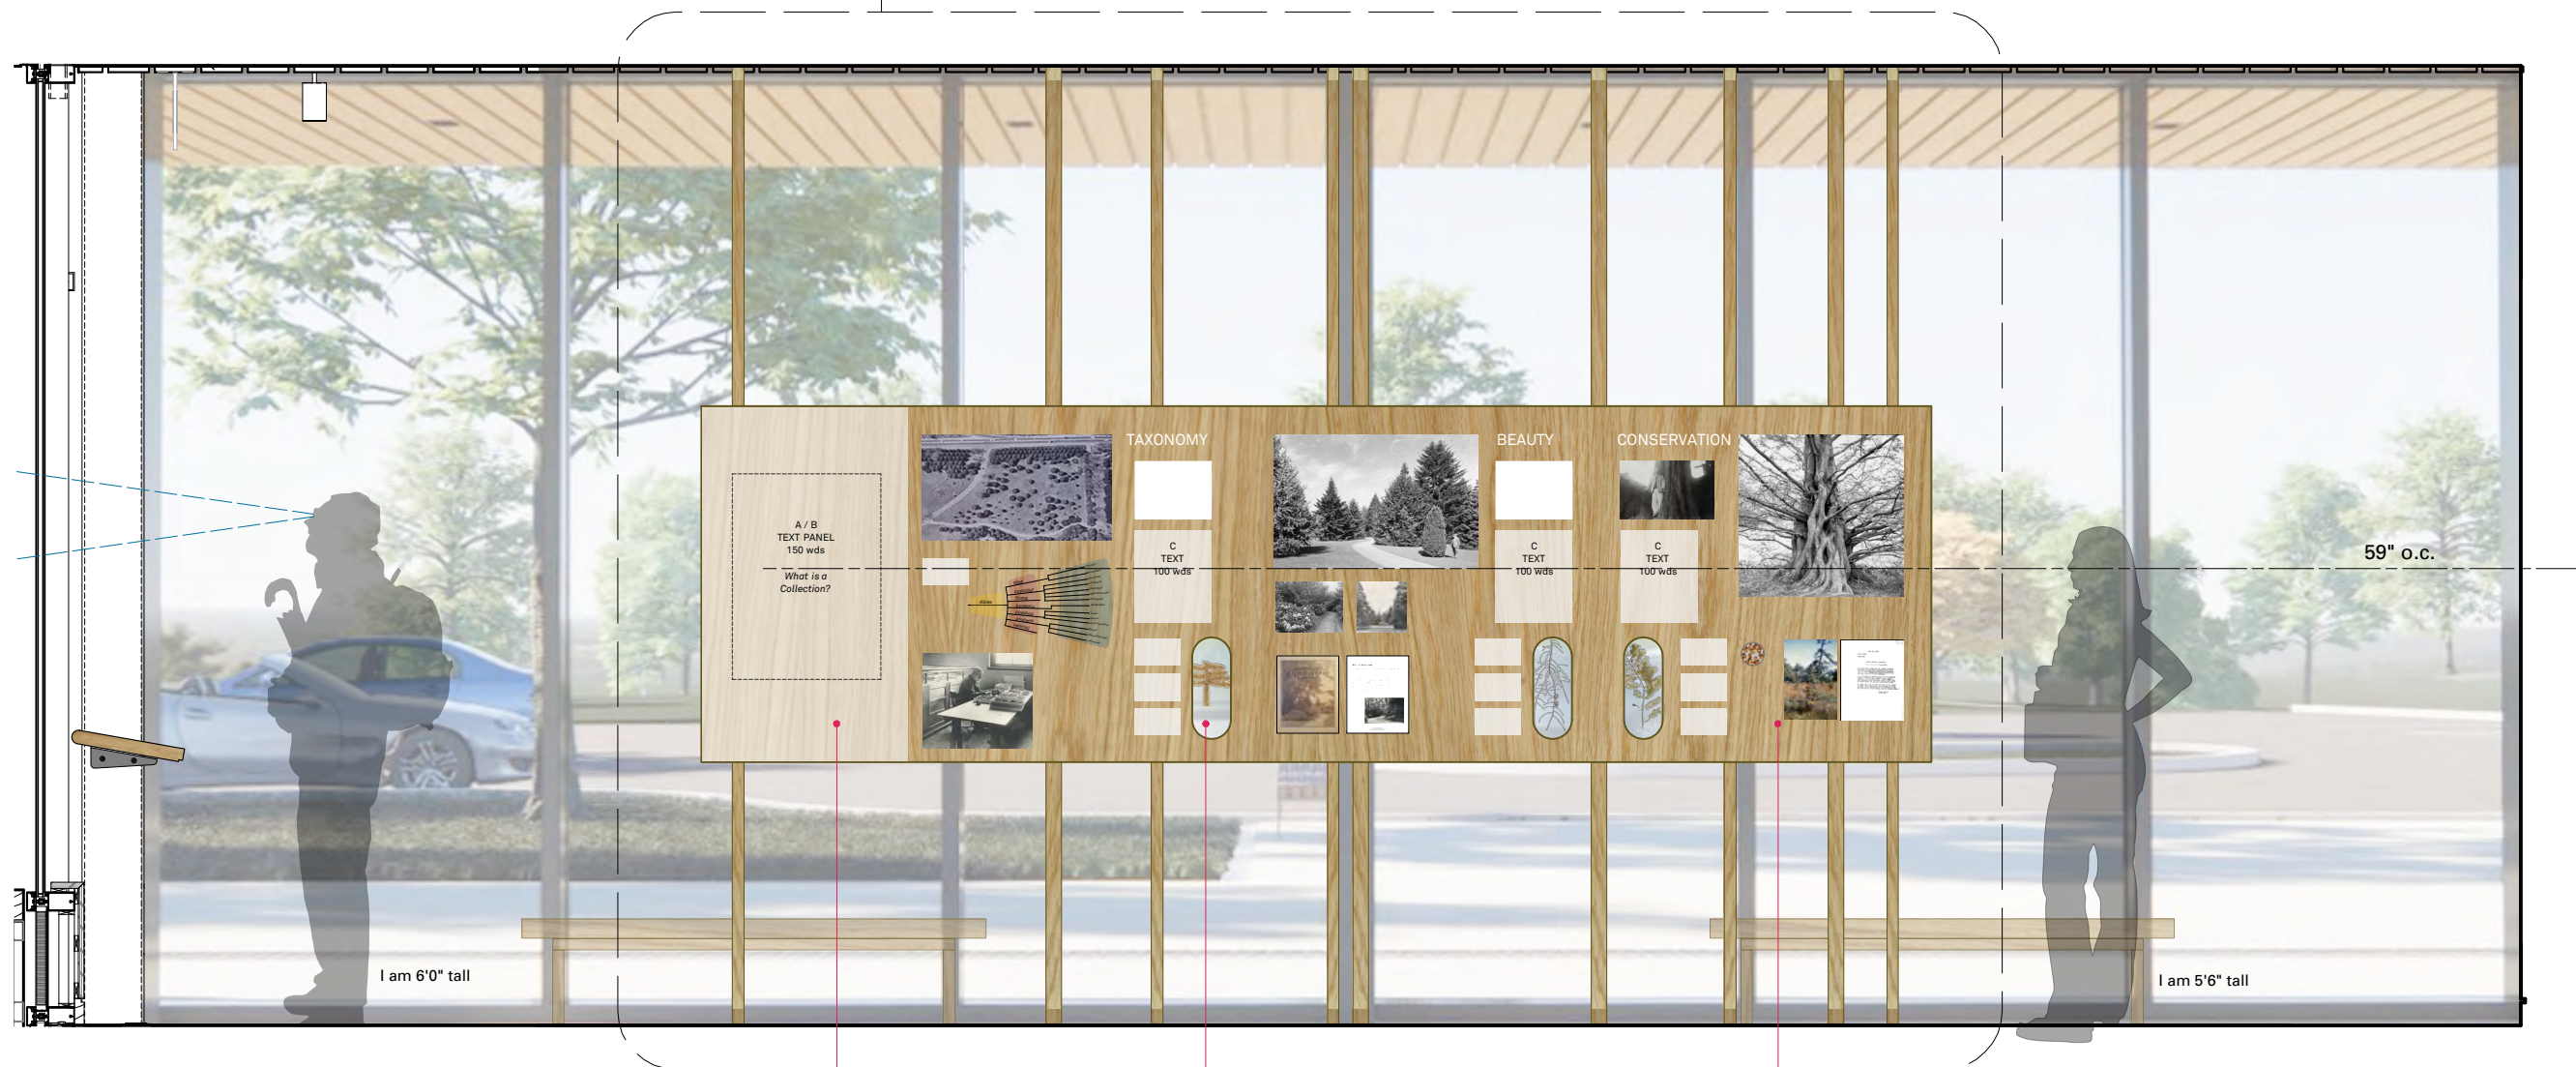 TAXONOMY
BEAUTY
CONSERVATION
A / B
TEXT PANEL
150 wds
What is a
Collection?
C
TEXT
100 wds
C
TEXT
100 wds
C
TEXT
100 wds
59" o.c.
Abies
I am 6'0" tall
I am 5'6" tall